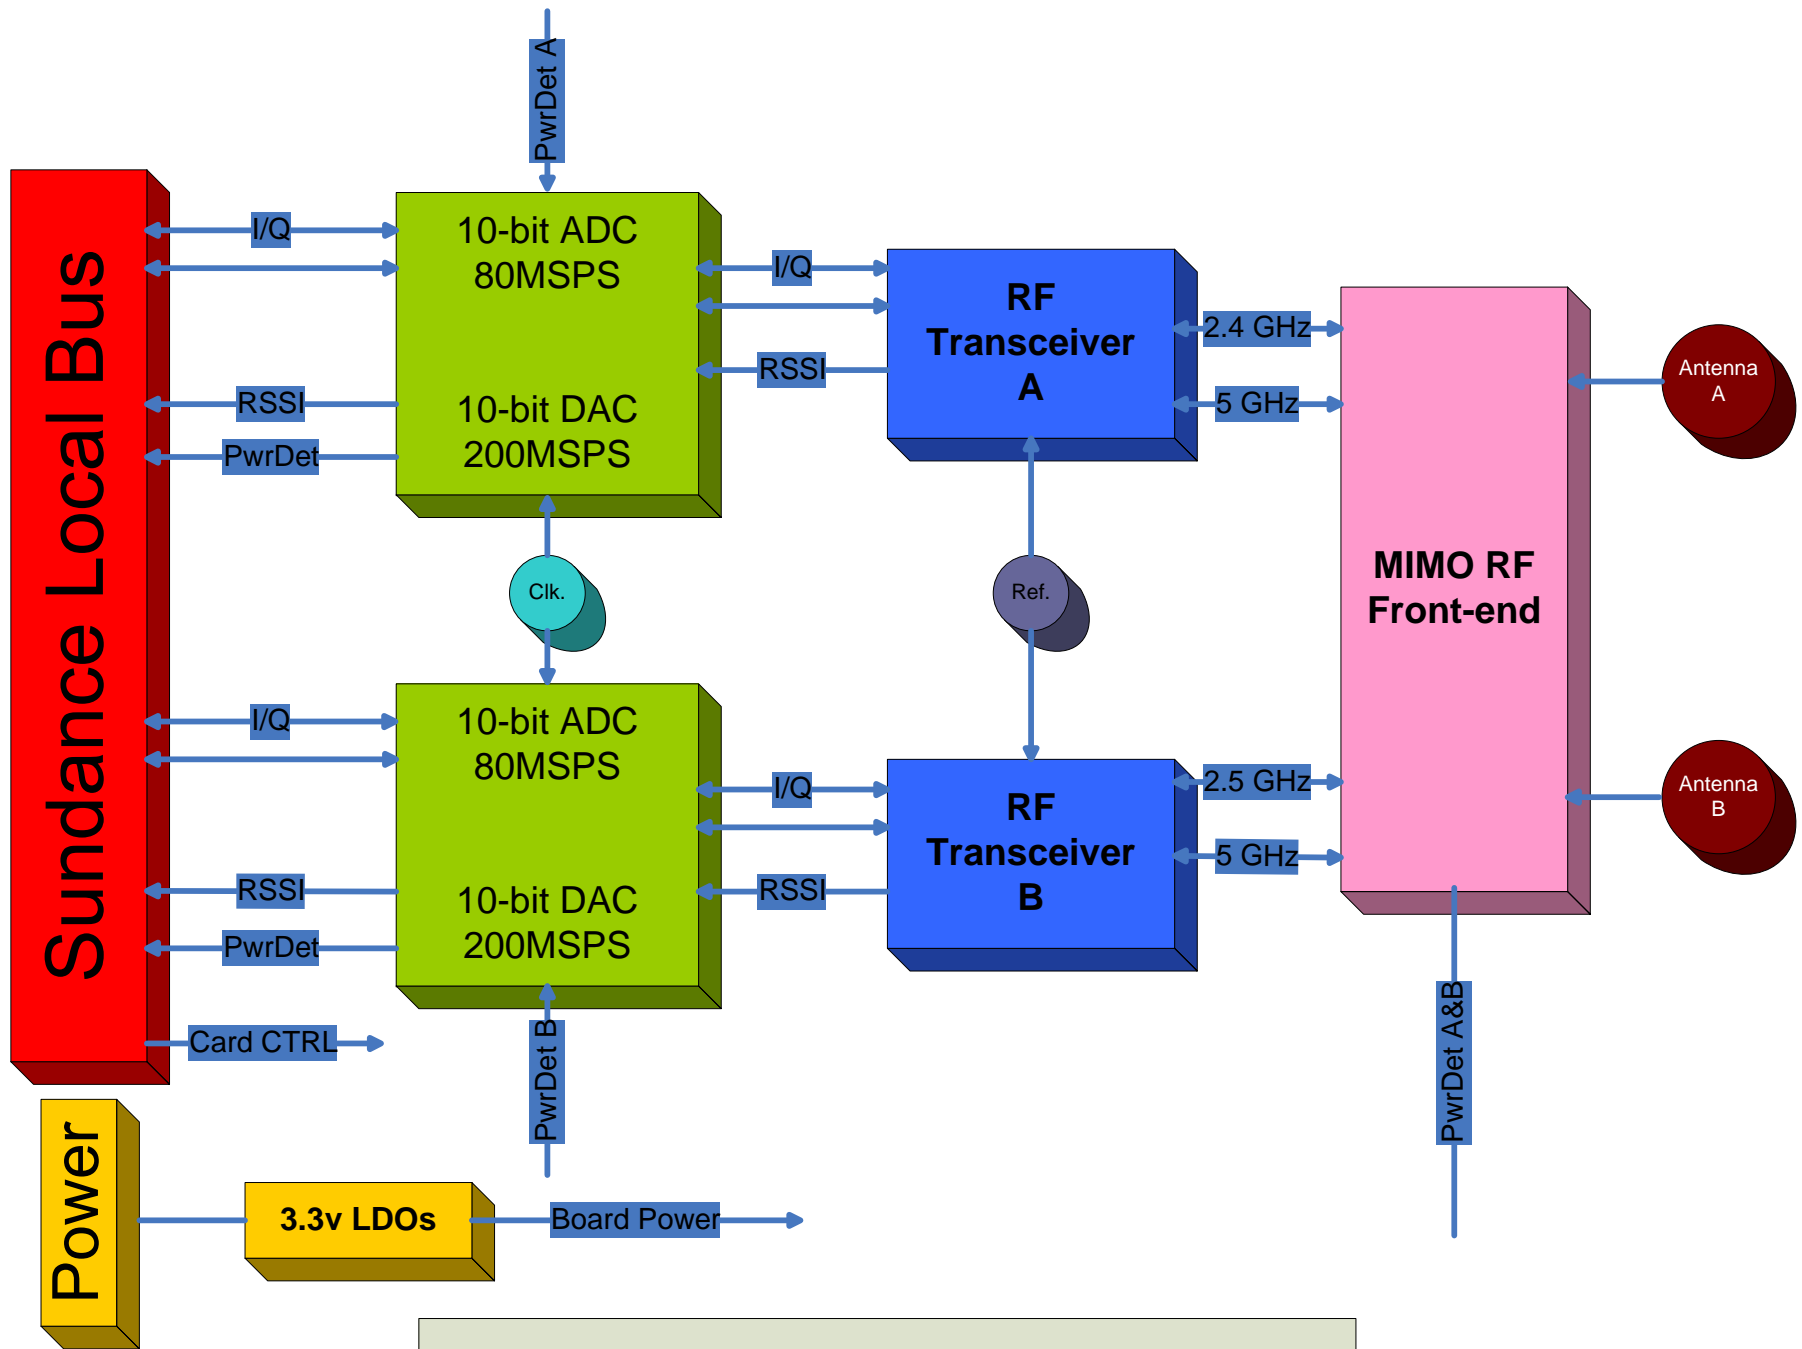 PwrDet A
Sundance Local Bus
I/Q
10-bit ADC
80MSPS
I/Q
RF
Transceiver
A
2.4 GHz
Antenna
A
RSSI
RSSI
5 GHz
10-bit DAC
200MSPS
PwrDet
Clk.
Ref.
MIMO RF
Front-end
I/Q
10-bit ADC
80MSPS
I/Q
RF
Transceiver
B
2.5 GHz
Antenna
B
5 GHz
RSSI
RSSI
10-bit DAC
200MSPS
PwrDet
Card CTRL
PwrDet B
PwrDet A&B
Power
3.3v LDOs
Board Power